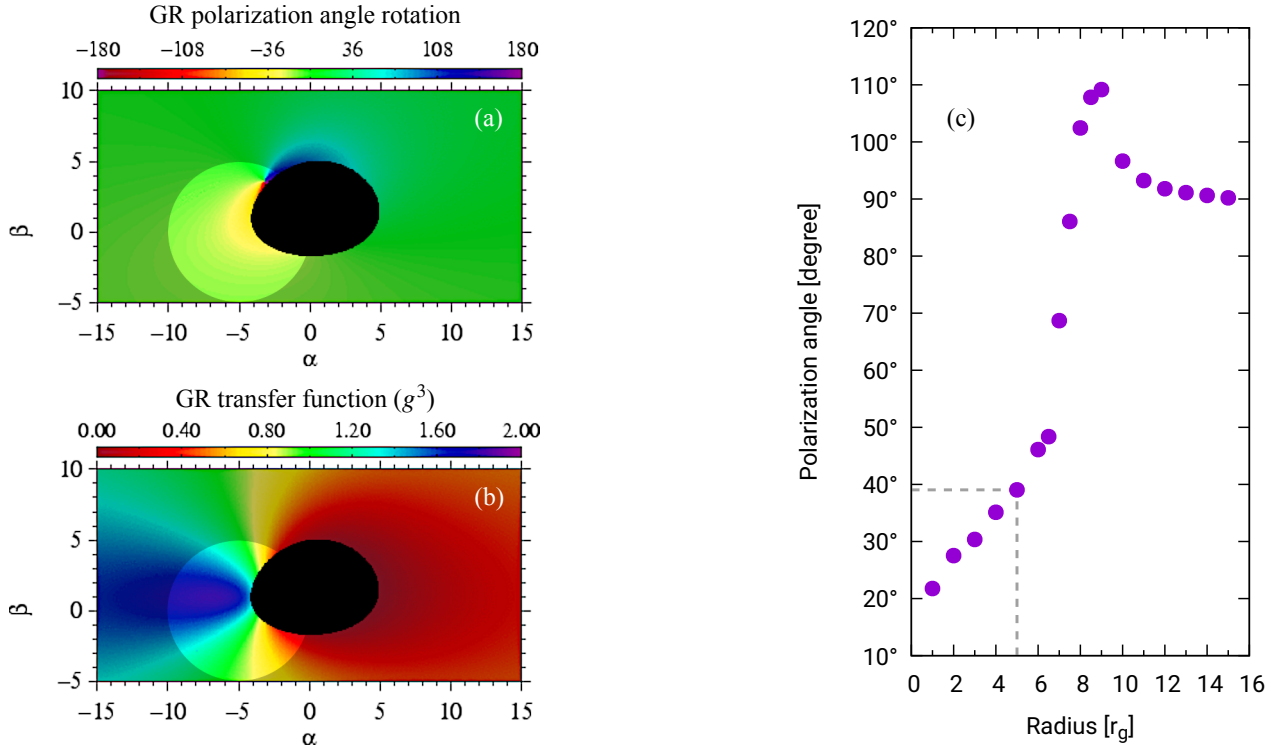 GR polarization angle rotation
−180 −108 −36 36 108 180
(a)
10
5
0
−5
β
−15 −10 −5 0 5 10 15
α
GR transfer function (g³)
0.00 0.40 0.80 1.20 1.60 2.00
(b)
10
5
0
−5
β
−15 −10 −5 0 5 10 15
α
(c)
120°
110°
100°
90°
80°
70°
60°
50°
40°
30°
20°
10°
Polarization angle [degree]
0 2 4 6 8 10 12 14 16
Radius [rg]